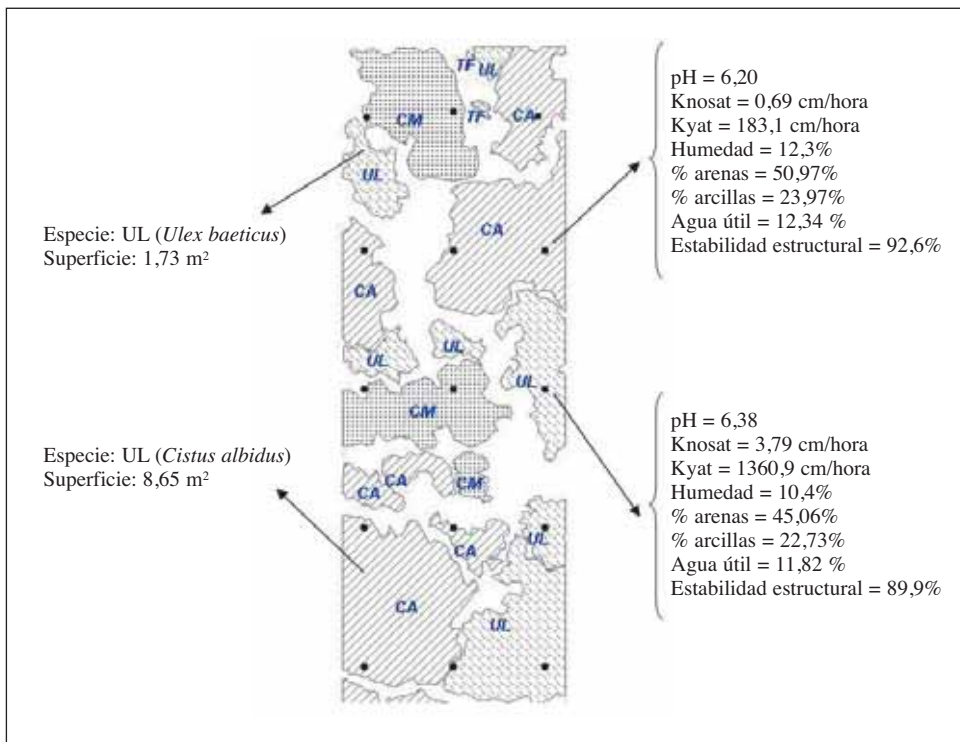 TF UL
CM
TF
CA
UL
CA
CA
UL
UL
UL
CM
CA
CA
CM
UL
CA
CA
UL
Especie: UL (Ulex baeticus)
Superficie: 1,73 m²
Especie: UL (Cistus albidus)
Superficie: 8,65 m²
pH = 6,20
Knosat = 0,69 cm/hora
Kyat = 183,1 cm/hora
Humedad = 12,3%
% arenas = 50,97%
% arcillas = 23,97%
Agua útil = 12,34 %
Estabilidad estructural = 92,6%
pH = 6,38
Knosat = 3,79 cm/hora
Kyat = 1360,9 cm/hora
Humedad = 10,4%
% arenas = 45,06%
% arcillas = 22,73%
Agua útil = 11,82 %
Estabilidad estructural = 89,9%